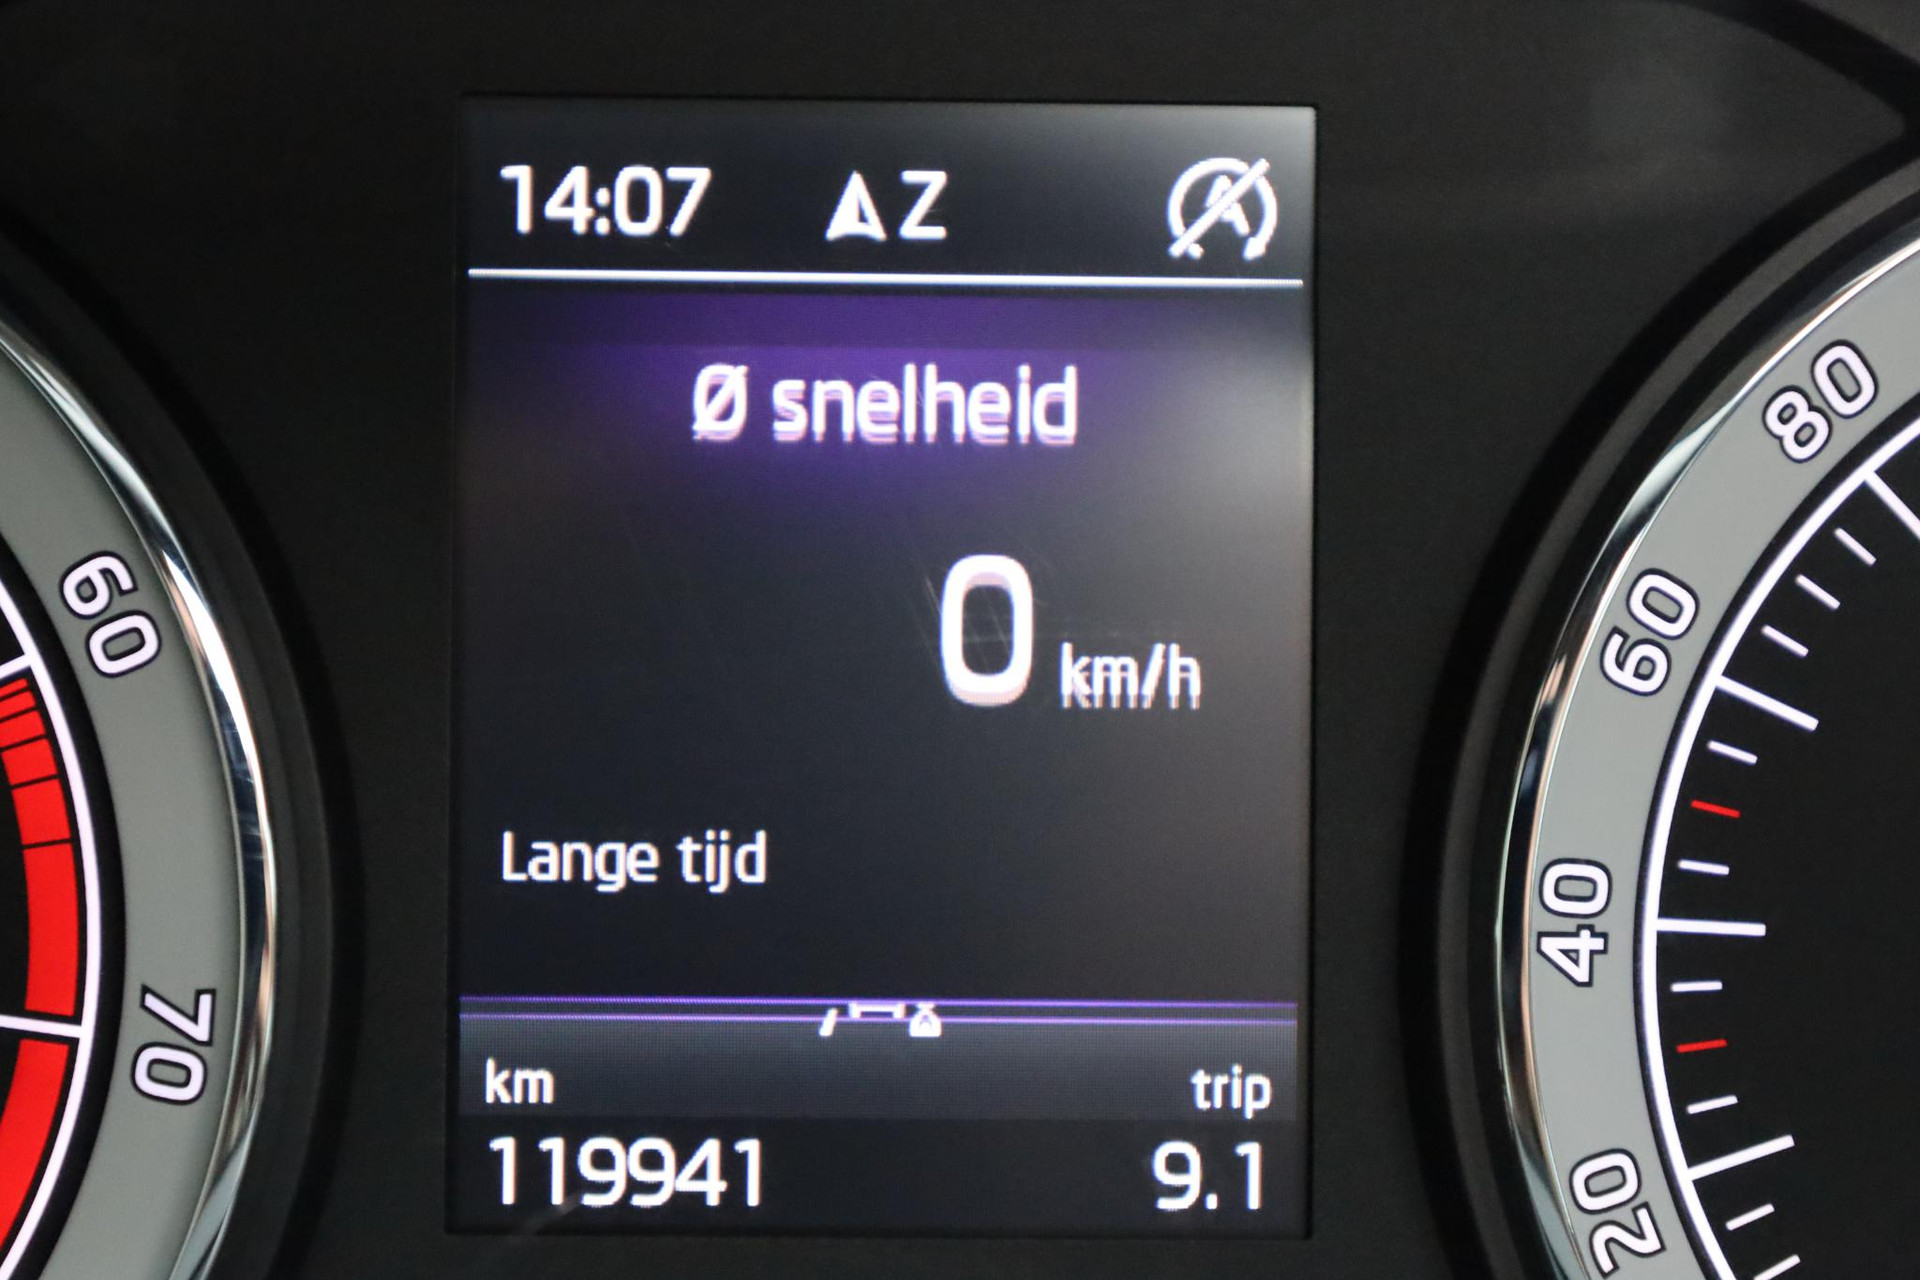 14:07 Z
Ø snelheid
0 km/h
Lange tijd
km trip
119941 9.1
60
70
80
60
40
20